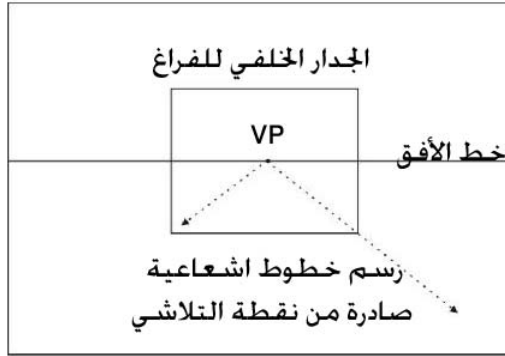 الجدار الخلفي للفراغ
VP
خط الأفق
رسم خطوط اشعاعية
صادرة من نقطة التلاشي